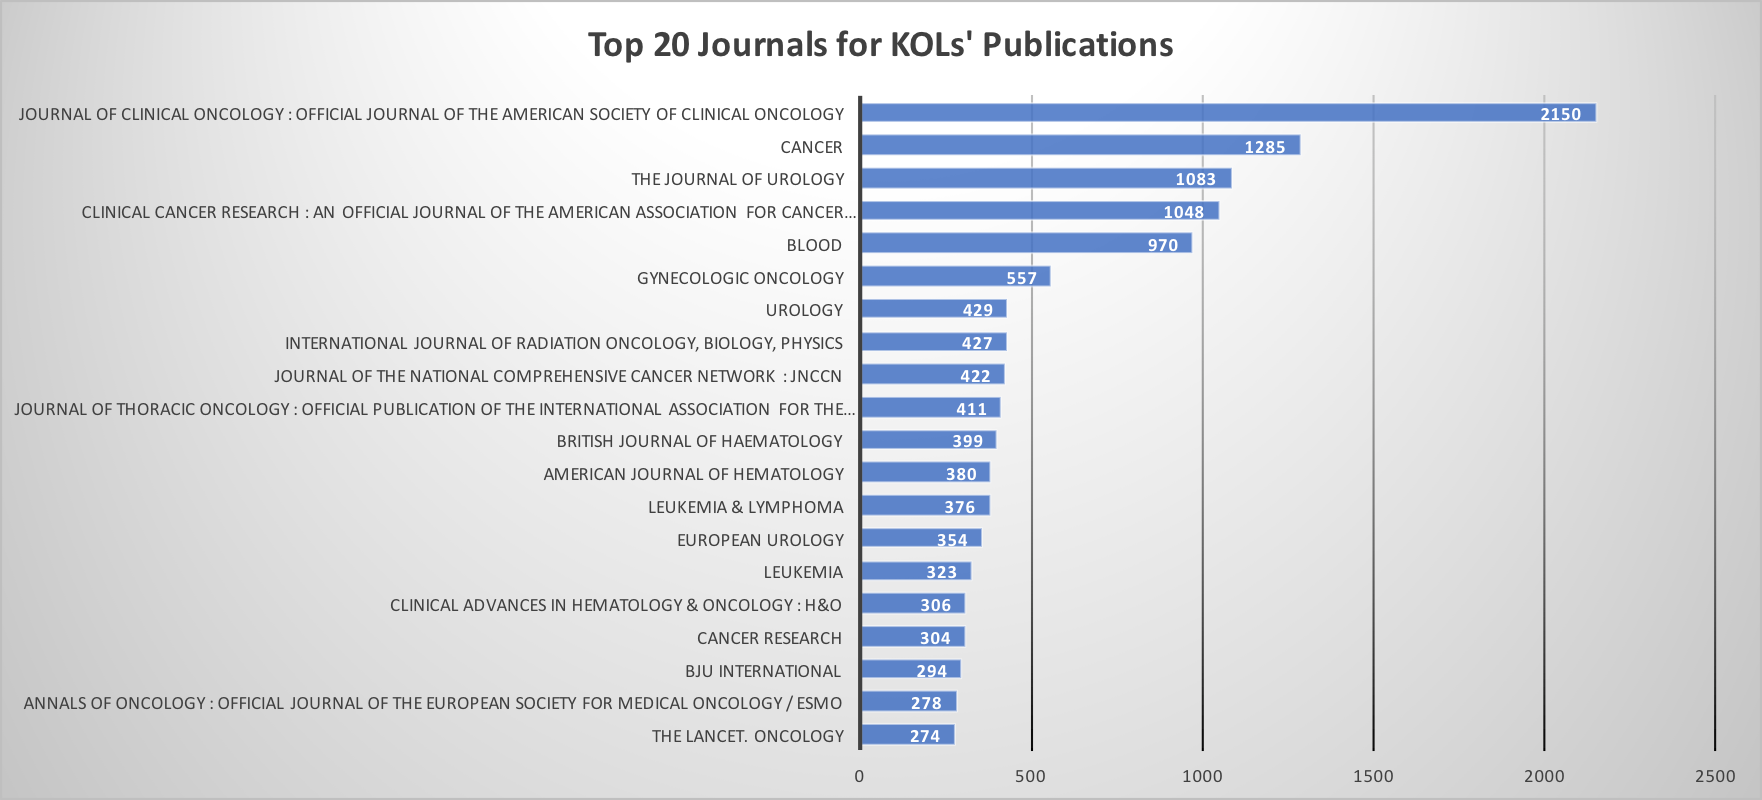 Top 20 Journals for KOLs' Publications
JOURNAL OF CLINICAL ONCOLOGY : OFFICIAL JOURNAL OF THE AMERICAN SOCIETY OF CLINICAL ONCOLOGY 2150
CANCER 1285
THE JOURNAL OF UROLOGY 1083
CLINICAL CANCER RESEARCH : AN OFFICIAL JOURNAL OF THE AMERICAN ASSOCIATION FOR CANCER... 1048
BLOOD 970
GYNECOLOGIC ONCOLOGY 557
UROLOGY 429
INTERNATIONAL JOURNAL OF RADIATION ONCOLOGY, BIOLOGY, PHYSICS 427
JOURNAL OF THE NATIONAL COMPREHENSIVE CANCER NETWORK : JNCCN 422
JOURNAL OF THORACIC ONCOLOGY : OFFICIAL PUBLICATION OF THE INTERNATIONAL ASSOCIATION FOR THE... 411
BRITISH JOURNAL OF HAEMATOLOGY 399
AMERICAN JOURNAL OF HEMATOLOGY 380
LEUKEMIA & LYMPHOMA 376
EUROPEAN UROLOGY 354
LEUKEMIA 323
CLINICAL ADVANCES IN HEMATOLOGY & ONCOLOGY : H&O 306
CANCER RESEARCH 304
BJU INTERNATIONAL 294
ANNALS OF ONCOLOGY : OFFICIAL JOURNAL OF THE EUROPEAN SOCIETY FOR MEDICAL ONCOLOGY / ESMO 278
THE LANCET. ONCOLOGY 274
0 500 1000 1500 2000 2500